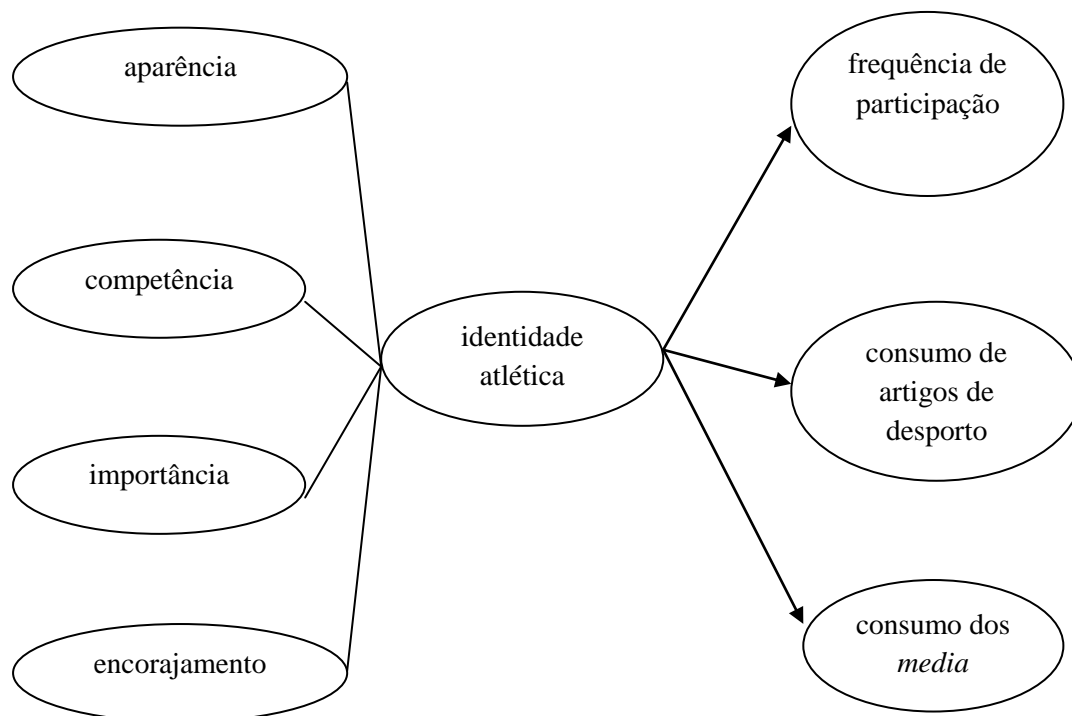 aparência
competência
importância
encorajamento
identidade
atlética
frequência de
participação
consumo de
artigos de
desporto
consumo dos
media